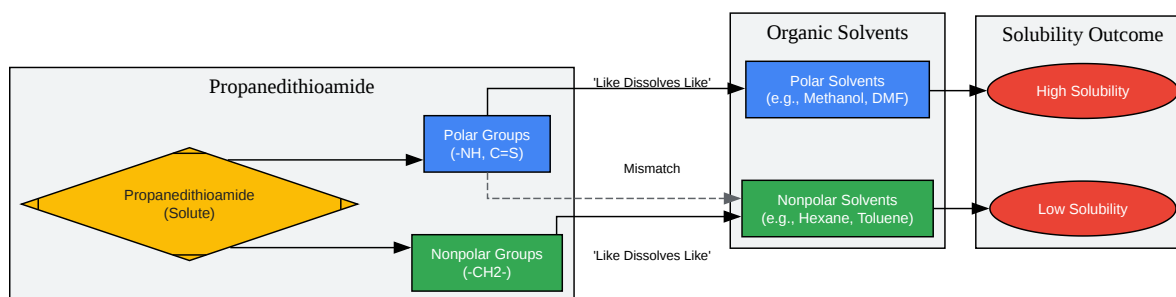 Propanedithioamide
Propanedithioamide
(Solute)
Polar Groups
(-NH, C=S)
Nonpolar Groups
(-CH2-)
'Like Dissolves Like'
Mismatch
'Like Dissolves Like'
Organic Solvents
Polar Solvents
(e.g., Methanol, DMF)
Nonpolar Solvents
(e.g., Hexane, Toluene)
Solubility Outcome
High Solubility
Low Solubility